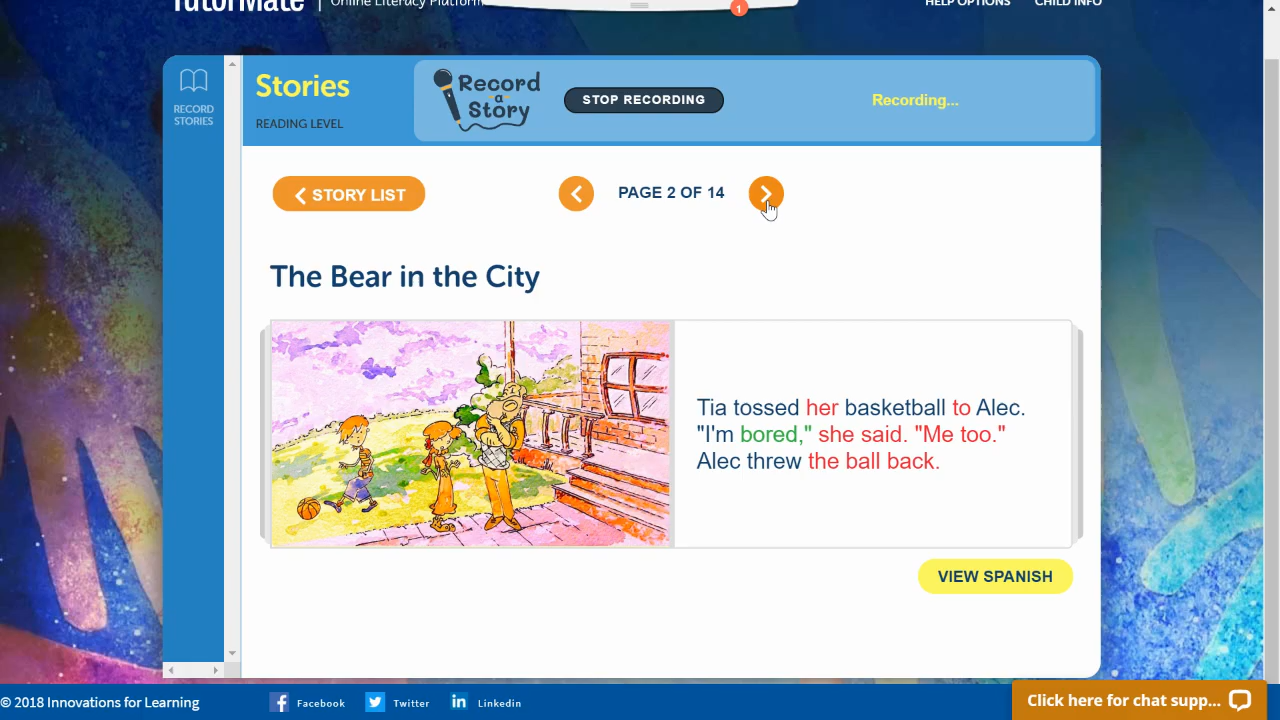 TutorMate | Online Literacy Platform
1
HELP OPTIONS
CHILD INFO
RECORD
STORIES
Stories
READING LEVEL
Record
a
Story
STOP RECORDING
Recording...
STORY LIST
PAGE 2 OF 14
The Bear in the City
Tia tossed her basketball to Alec.
"I'm bored," she said. "Me too."
Alec threw the ball back.
VIEW SPANISH
© 2018 Innovations for Learning
Facebook
Twitter
Linkedin
Click here for chat supp...